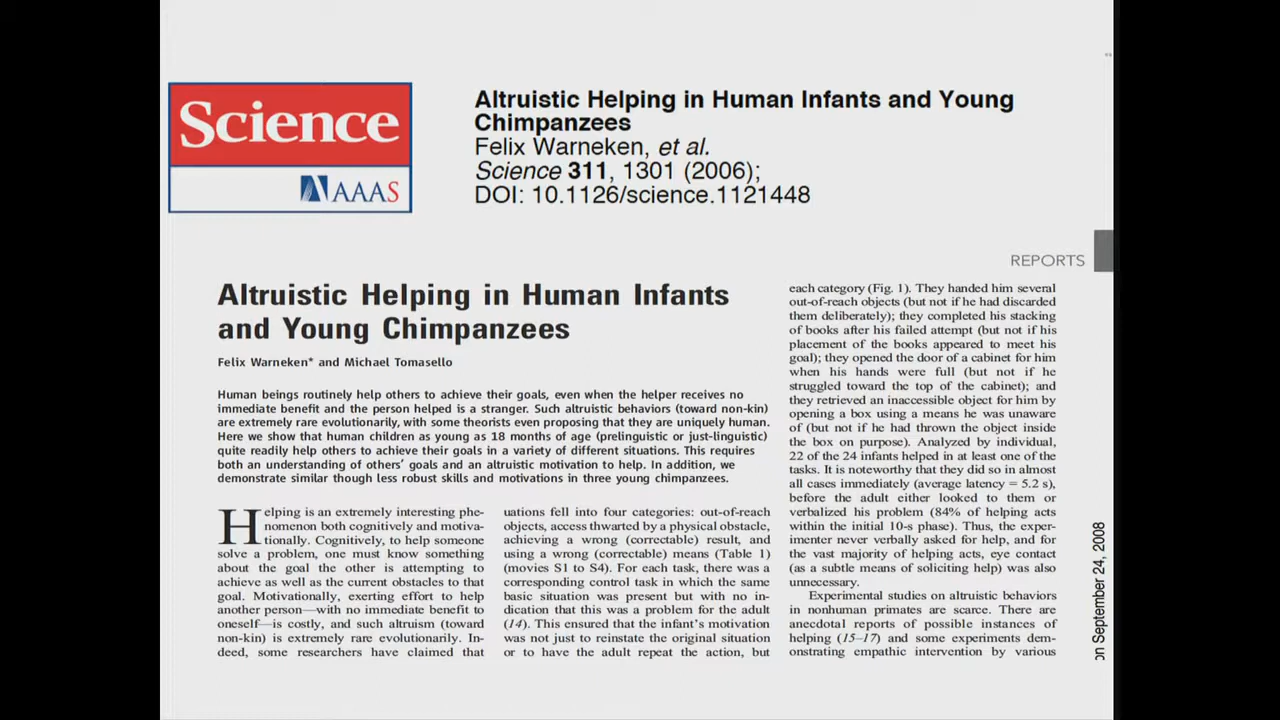 Science
AAAS
Altruistic Helping in Human Infants and Young
Chimpanzees
Felix Warneken, et al.
Science 311, 1301 (2006);
DOI: 10.1126/science.1121448
REPORTS
Altruistic Helping in Human Infants
and Young Chimpanzees
Felix Warneken* and Michael Tomasello
Human beings routinely help others to achieve their goals, even when the helper receives no
immediate benefit and the person helped is a stranger. Such altruistic behaviors (toward non-kin)
are extremely rare evolutionarily, with some theorists even proposing that they are uniquely human.
Here we show that human children as young as 18 months of age (prelinguistic or just-linguistic)
quite readily help others to achieve their goals in a variety of different situations. This requires
both an understanding of others' goals and an altruistic motivation to help. In addition, we
demonstrate similar though less robust skills and motivations in three young chimpanzees.
Helping is an extremely interesting phe-
nomenon both cognitively and motiva-
tionally. Cognitively, to help someone
solve a problem, one must know something
about the goal the other is attempting to
achieve as well as the current obstacles to that
goal. Motivationally, exerting effort to help
another person—with no immediate benefit to
oneself—is costly, and such altruism (toward
non-kin) is extremely rare evolutionarily. In-
deed, some researchers have claimed that
uations fell into four categories: out-of-reach
objects, access thwarted by a physical obstacle,
achieving a wrong (correctable) result, and
using a wrong (correctable) means (Table 1)
(movies S1 to S4). For each task, there was a
corresponding control task in which the same
basic situation was present but with no in-
dication that this was a problem for the adult
(14). This ensured that the infant's motivation
was not just to reinstate the original situation
or to have the adult repeat the action, but
each category (Fig. 1). They handed him several
out-of-reach objects (but not if he had discarded
them deliberately); they completed his stacking
of books after his failed attempt (but not if his
placement of the books appeared to meet his
goal); they opened the door of a cabinet for him
when his hands were full (but not if he
struggled toward the top of the cabinet); and
they retrieved an inaccessible object for him by
opening a box using a means he was unaware
of (but not if he had thrown the object inside
the box on purpose). Analyzed by individual,
22 of the 24 infants helped in at least one of the
tasks. It is noteworthy that they did so in almost
all cases immediately (average latency = 5.2 s),
before the adult either looked to them or
verbalized his problem (84% of helping acts
within the initial 10-s phase). Thus, the exper-
imenter never verbally asked for help, and for
the vast majority of helping acts, eye contact
(as a subtle means of soliciting help) was also
unnecessary.
Experimental studies on altruistic behaviors
in nonhuman primates are scarce. There are
anecdotal reports of possible instances of
helping (15–17) and some experiments dem-
onstrating empathic intervention by various
on September 24, 2008